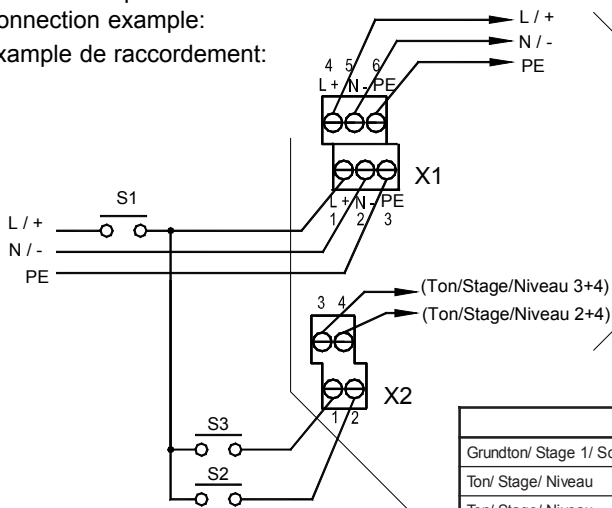 onnection example:
xample de raccordement:
L / +
N / -
PE
4 5 6
L + N - PE
X1
L + N - PE
1 2 3
S1
L / +
N / -
PE
3 4
(Ton/Stage/Niveau 3+4)
(Ton/Stage/Niveau 2+4)
X2
1 2
S3
S2
Grundton/ Stage 1/ So
Ton/ Stage/ Niveau